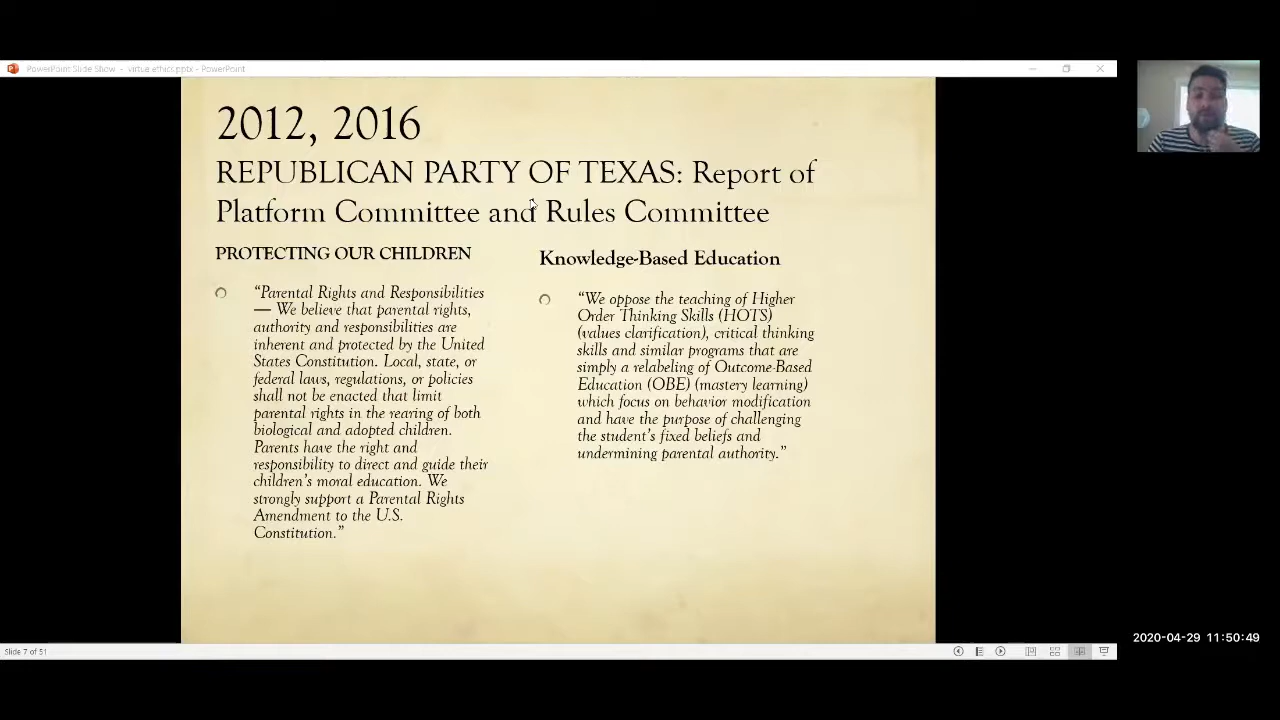 PowerPoint Slide Show - virtue ethics.pptx - PowerPoint
2012, 2016
REPUBLICAN PARTY OF TEXAS: Report of
Platform Committee and Rules Committee
PROTECTING OUR CHILDREN
“Parental Rights and Responsibilities
— We believe that parental rights,
authority and responsibilities are
inherent and protected by the United
States Constitution. Local, state, or
federal laws, regulations, or policies
shall not be enacted that limit
parental rights in the rearing of both
biological and adopted children.
Parents have the right and
responsibility to direct and guide their
children’s moral education. We
strongly support a Parental Rights
Amendment to the U.S.
Constitution.”
Knowledge-Based Education
“We oppose the teaching of Higher
Order Thinking Skills (HOTS)
(values clarification), critical thinking
skills and similar programs that are
simply a relabeling of Outcome-Based
Education (OBE) (mastery learning)
which focus on behavior modification
and have the purpose of challenging
the student’s fixed beliefs and
undermining parental authority.”
2020-04-29 11:50:49
Slide 7 of 51